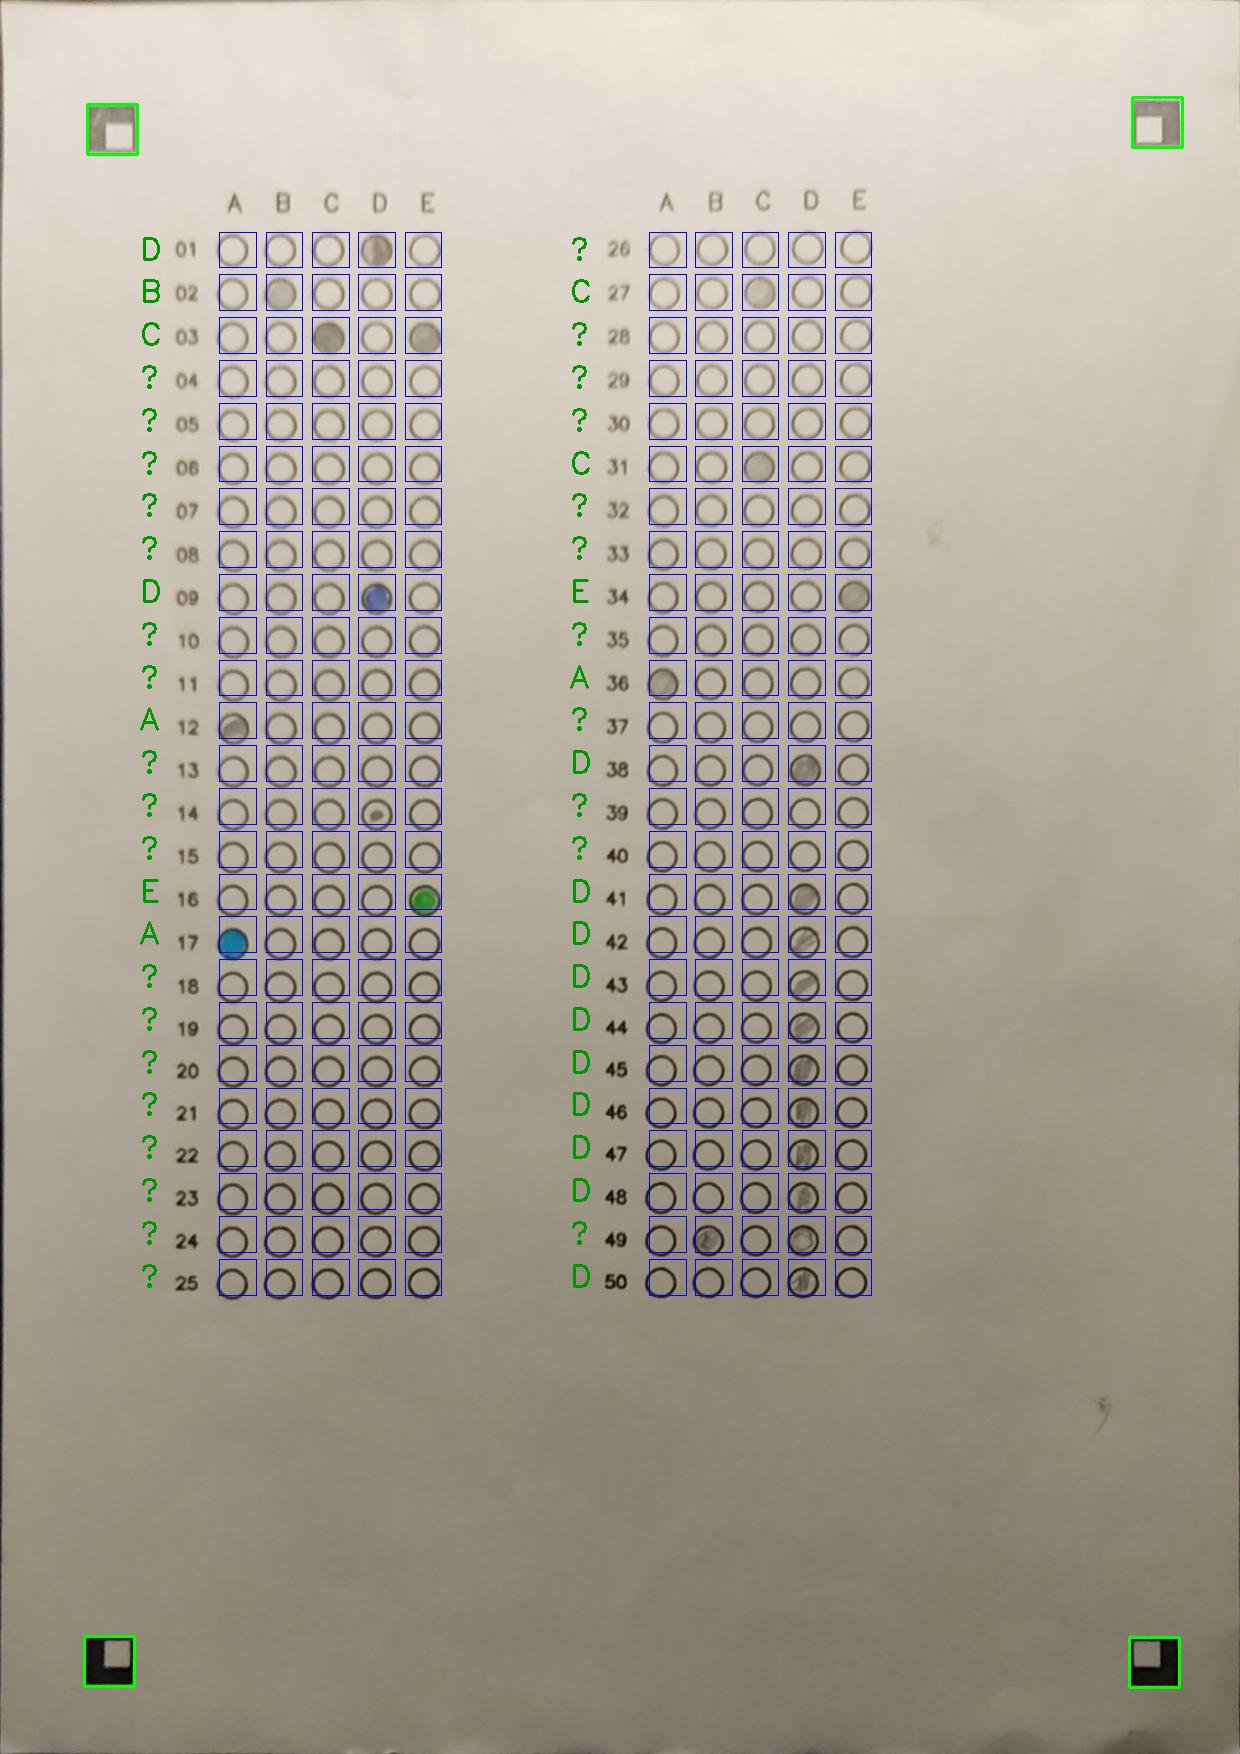 A B C D E
D 01
B 02
C 03
? 04
? 05
? 06
? 07
? 08
D 09
? 10
? 11
A 12
? 13
? 14
? 15
E 16
A 17
? 18
? 19
? 20
? 21
? 22
? 23
? 24
? 25
A B C D E
? 26
C 27
? 28
? 29
? 30
C 31
? 32
? 33
E 34
? 35
A 36
? 37
D 38
? 39
? 40
D 41
D 42
D 43
D 44
D 45
D 46
D 47
D 48
? 49
D 50